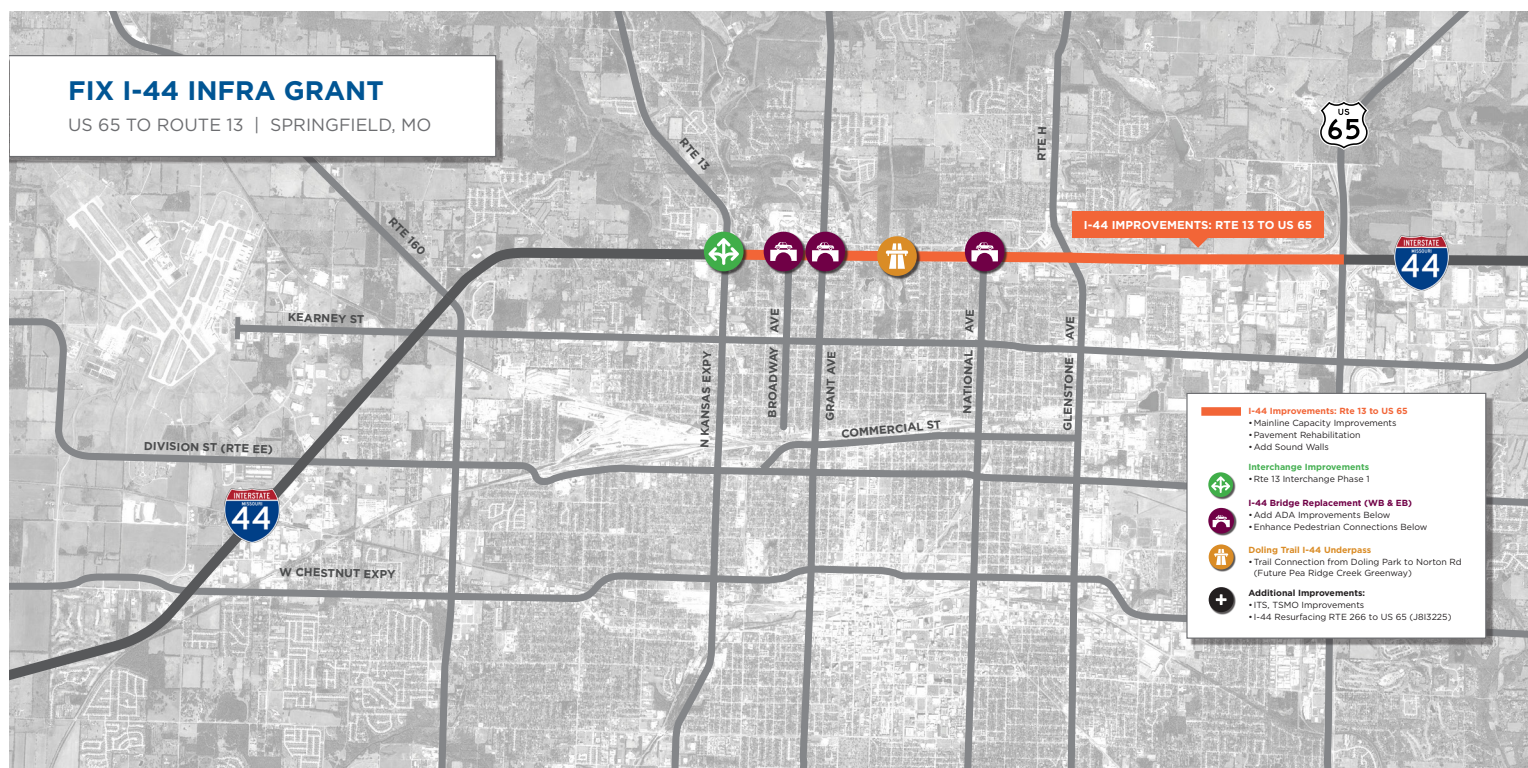 FIX I-44 INFRA GRANT
US 65 TO ROUTE 13 | SPRINGFIELD, MO
US
65
RTE 13
RTE H
RTE 160
I-44 IMPROVEMENTS: RTE 13 TO US 65
INTERSTATE
MISSOURI
44
KEARNEY ST
N KANSAS EXPY
BROADWAY AVE
GRANT AVE
NATIONAL AVE
GLENSTONE AVE
COMMERCIAL ST
DIVISION ST (RTE EE)
INTERSTATE
MISSOURI
44
W CHESTNUT EXPY
I-44 Improvements: Rte 13 to US 65
• Mainline Capacity Improvements
• Pavement Rehabilitation
• Add Sound Walls
Interchange Improvements
• Rte 13 Interchange Phase 1
I-44 Bridge Replacement (WB & EB)
• Add ADA Improvements Below
• Enhance Pedestrian Connections Below
Doling Trail I-44 Underpass
• Trail Connection from Doling Park to Norton Rd
(Future Pea Ridge Creek Greenway)
Additional Improvements:
• ITS, TSMO Improvements
• I-44 Resurfacing RTE 266 to US 65 (J8I3225)